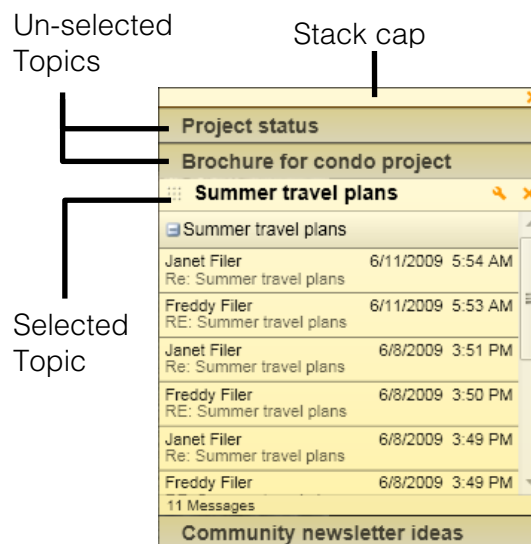 Un-selected
Topics
Stack cap
Project status
Brochure for condo project
Summer travel plans
Summer travel plans
Janet Filer 6/11/2009 5:54 AM
Re: Summer travel plans
Freddy Filer 6/11/2009 5:53 AM
RE: Summer travel plans
Selected
Topic
Janet Filer 6/8/2009 3:51 PM
Re: Summer travel plans
Freddy Filer 6/8/2009 3:50 PM
RE: Summer travel plans
Janet Filer 6/8/2009 3:49 PM
Re: Summer travel plans
Freddy Filer 6/8/2009 3:49 PM
11 Messages
Community newsletter ideas